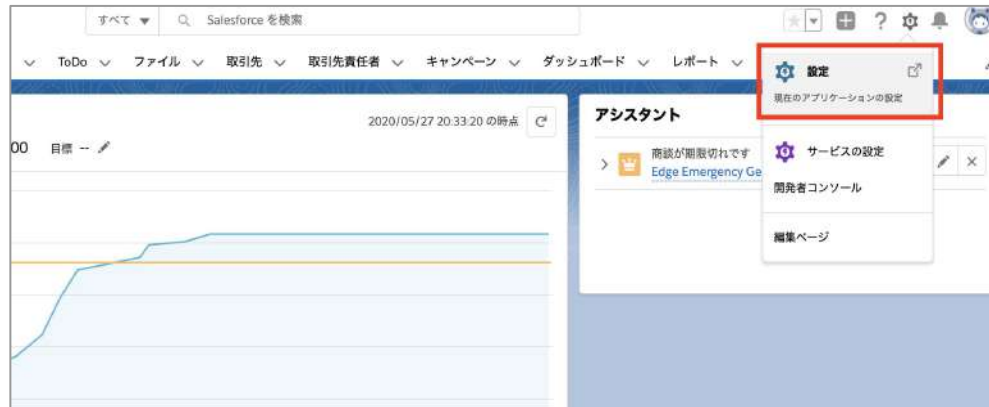 すべて
Salesforce を検索
ToDo ファイル 取引先 取引先責任者 キャンペーン ダッシュボード レポート
設定
現在のアプリケーションの設定
サービスの設定
開発者コンソール
編集ページ
2020/05/27 20:33:20 の時点
00 目標 --
アシスタント
商談が期限切れです
Edge Emergency Ge